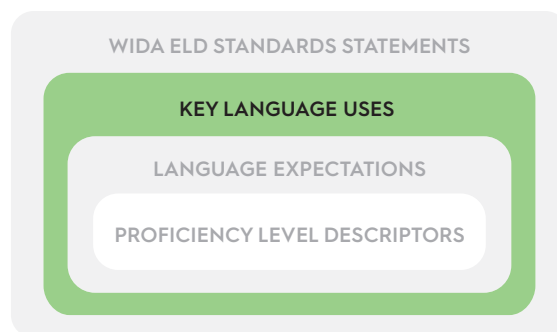 WIDA ELD STANDARDS STATEMENTS
KEY LANGUAGE USES
LANGUAGE EXPECTATIONS
PROFICIENCY LEVEL DESCRIPTORS